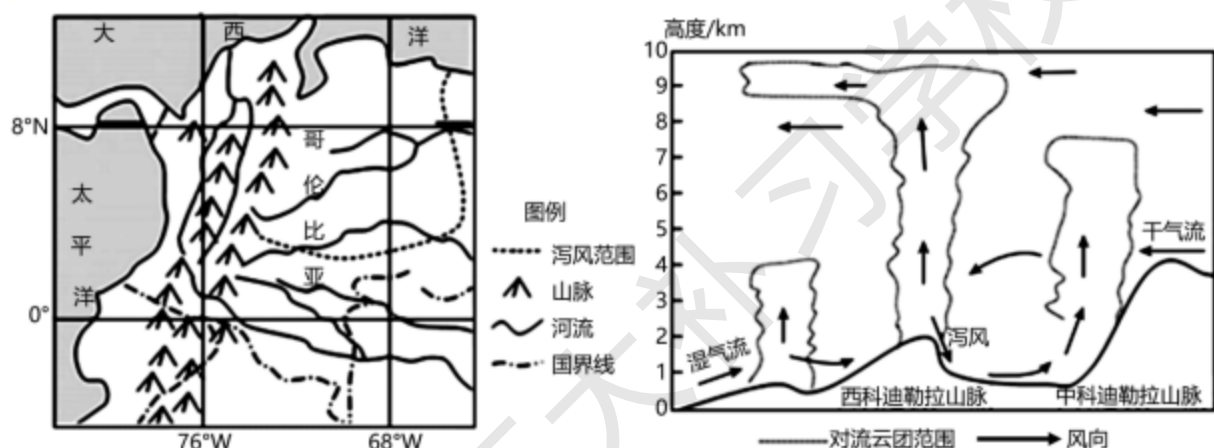 大 西 洋
8°N
哥
伦
比
亚
太
平
洋
0°
76°W 68°W
图例
泻风范围
山脉
河流
国界线
高度/km
10
9
8
7
6
5
4
3
2
1
0
干气流
湿气流
泻风
西科迪勒拉山脉 中科迪勒拉山脉
对流云团范围 风向